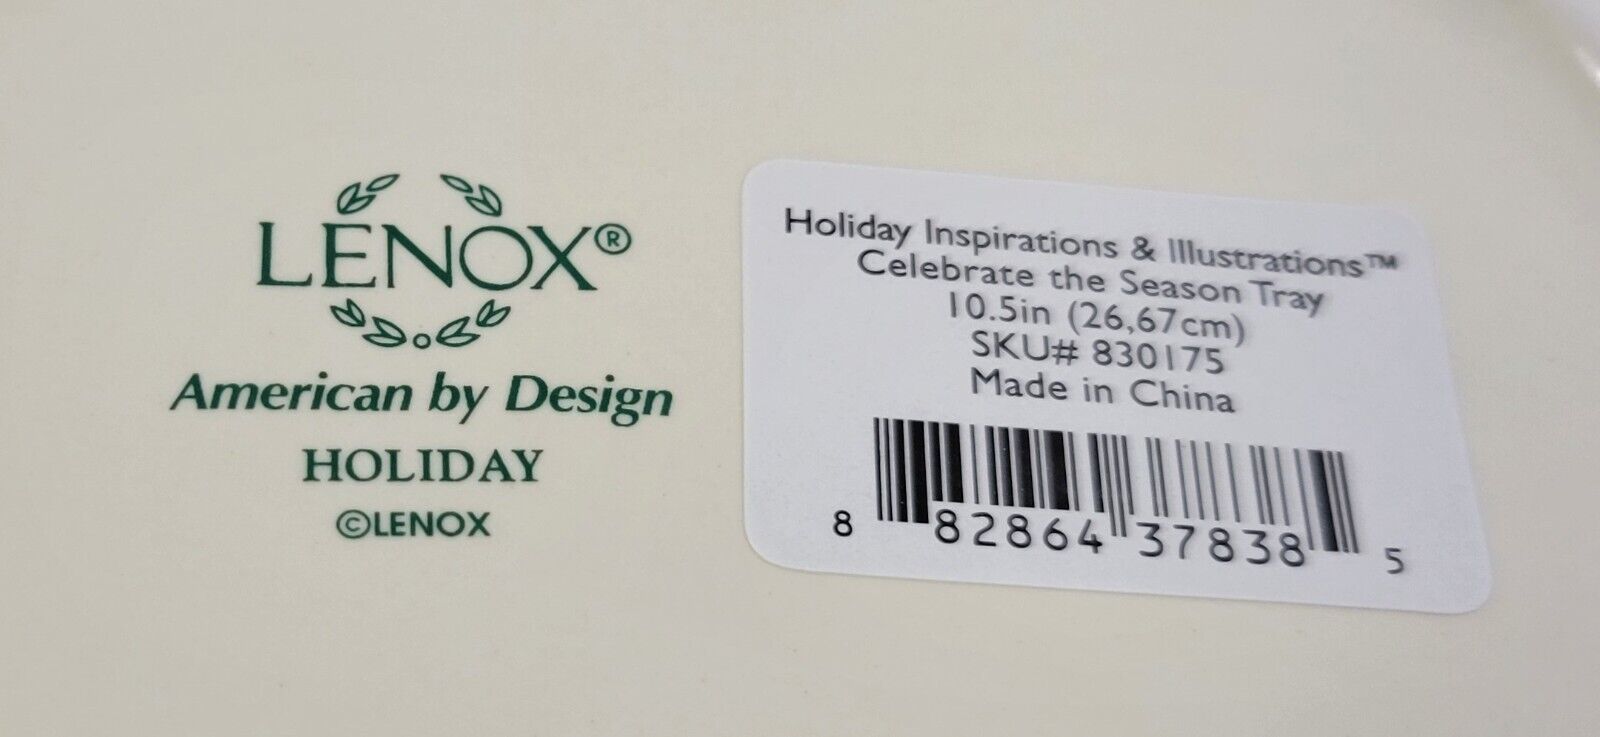 LENOX®
American by Design
HOLIDAY
©LENOX
Holiday Inspirations & Illustrations™
Celebrate the Season Tray
10.5in (26,67cm)
SKU# 830175
Made in China
8 82864 37838 5